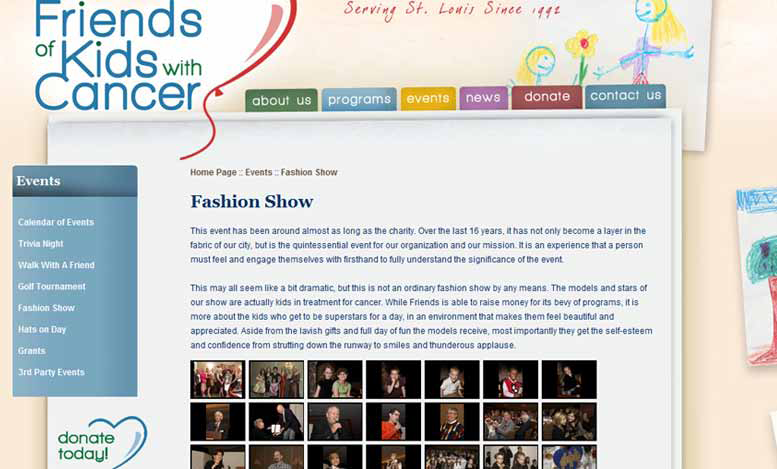 Friends
of Kids with
Cancer
Serving St. Louis Since 1992
about us
programs
events
news
donate
contact us
Events
Calendar of Events
Trivia Night
Walk With A Friend
Golf Tournament
Fashion Show
Hats on Day
Grants
3rd Party Events
donate
today!
Home Page :: Events :: Fashion Show
Fashion Show
This event has been around almost as long as the charity. Over the last 16 years, it has not only become a layer in the
fabric of our city, but is the quintessential event for our organization and our mission. It is an experience that a person
must feel and engage themselves with firsthand to fully understand the significance of the event.
This may all seem like a bit dramatic, but this is not an ordinary fashion show by any means. The models and stars of
our show are actually kids in treatment for cancer. While Friends is able to raise money for its bevy of programs, it is
more about the kids who get to be superstars for a day, in an environment that makes them feel beautiful and
appreciated. Aside from the lavish gifts and full day of fun the models receive, most importantly they get the self-esteem
and confidence from strutting down the runway to smiles and thunderous applause.